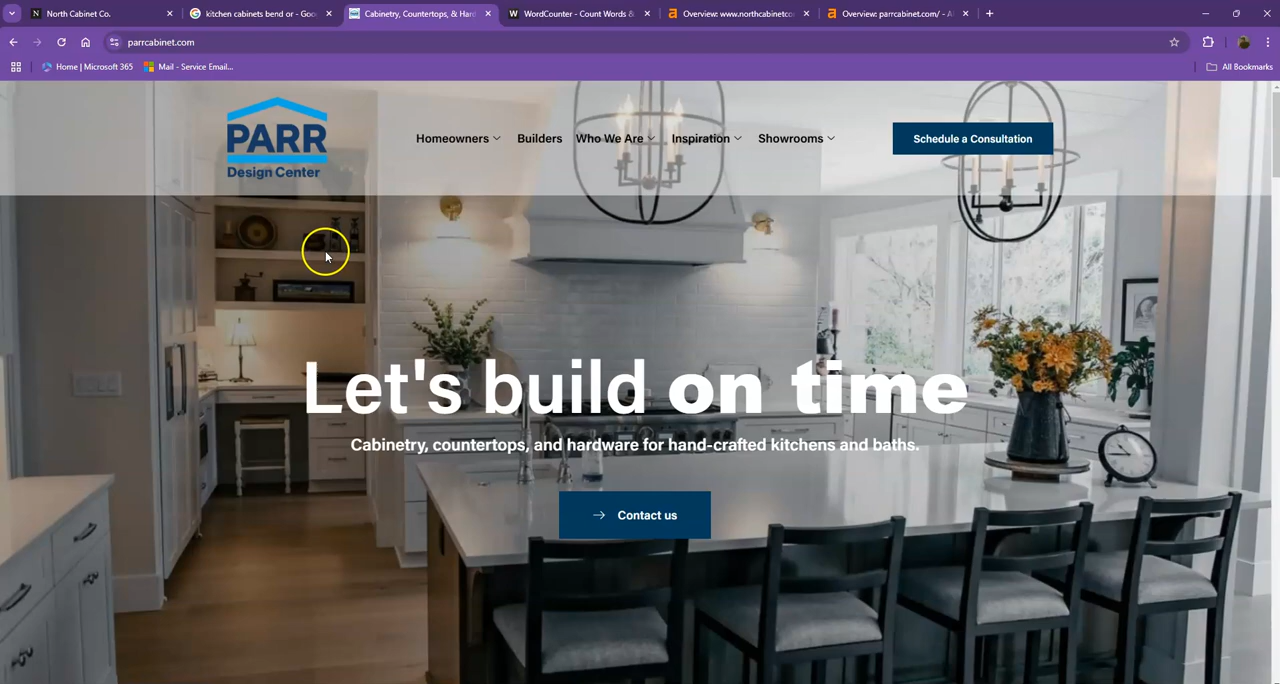 North Cabinet Co.
kitchen cabinets bend or - Goo
Cabinetry, Countertops, & Hard
WordCounter - Count Words &
Overview: www.northcabinetco
Overview: parrcabinet.com/ - A
parrcabinet.com
Home | Microsoft 365
Mail - Service Email...
All Bookmarks
PARR
Design Center
Homeowners
Builders
Who We Are
Inspiration
Showrooms
Schedule a Consultation
Let's build on time
Cabinetry, countertops, and hardware for hand-crafted kitchens and baths.
Contact us